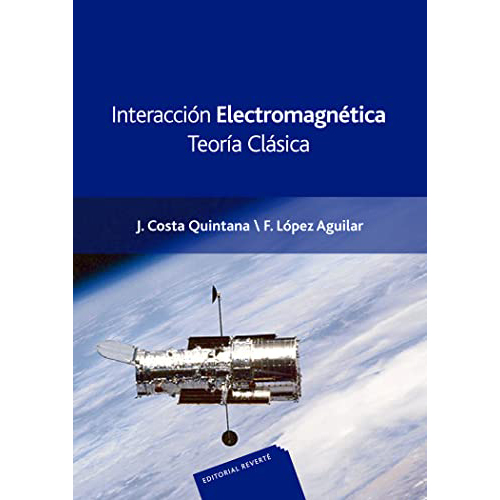 Interacción Electromagnética
Teoría Clásica
J. Costa Quintana \ F. López Aguilar
EDITORIAL REVERTÉ